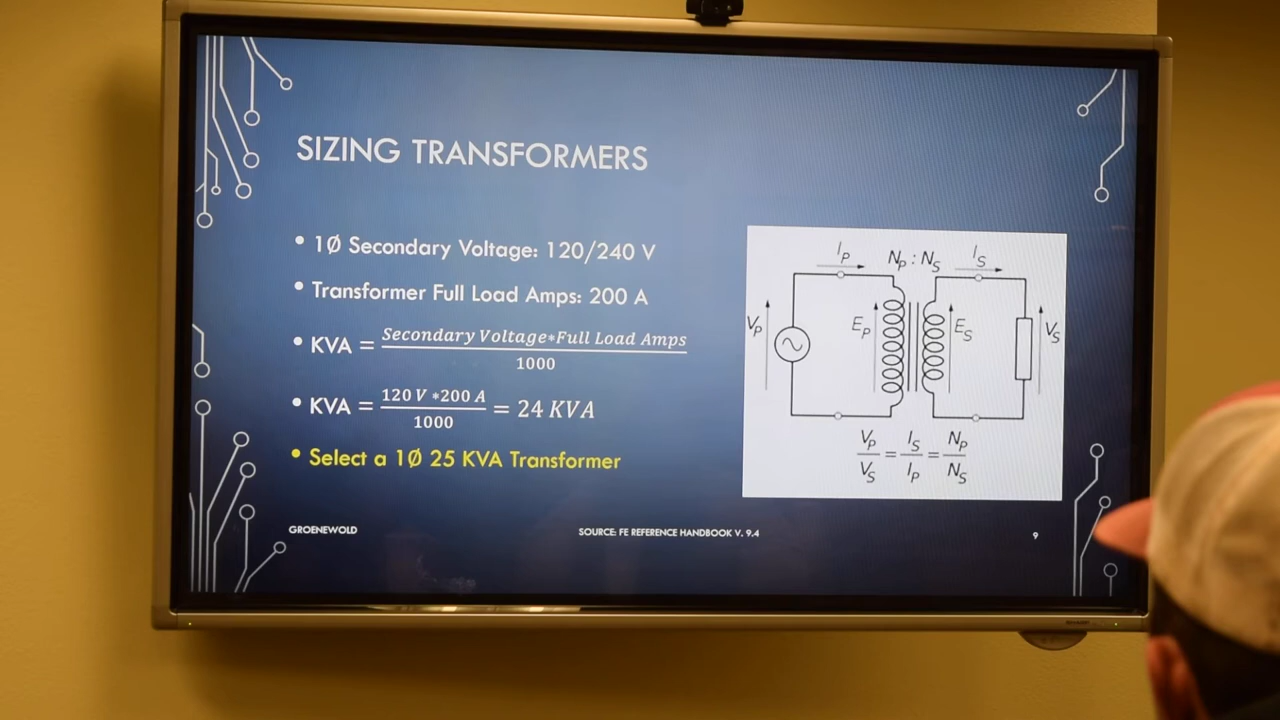 SIZING TRANSFORMERS
• 1Ø Secondary Voltage: 120/240 V
• Transformer Full Load Amps: 200 A
• KVA = Secondary Voltage*Full Load Amps / 1000
• KVA = 120 V *200 A / 1000 = 24 KVA
• Select a 1Ø 25 KVA Transformer
I_P N_P : N_S I_S
V_P E_P E_S V_S
V_P / V_S = I_S / I_P = N_P / N_S
GROENEWOLD
SOURCE: FE REFERENCE HANDBOOK V. 9.4
9
SHARP